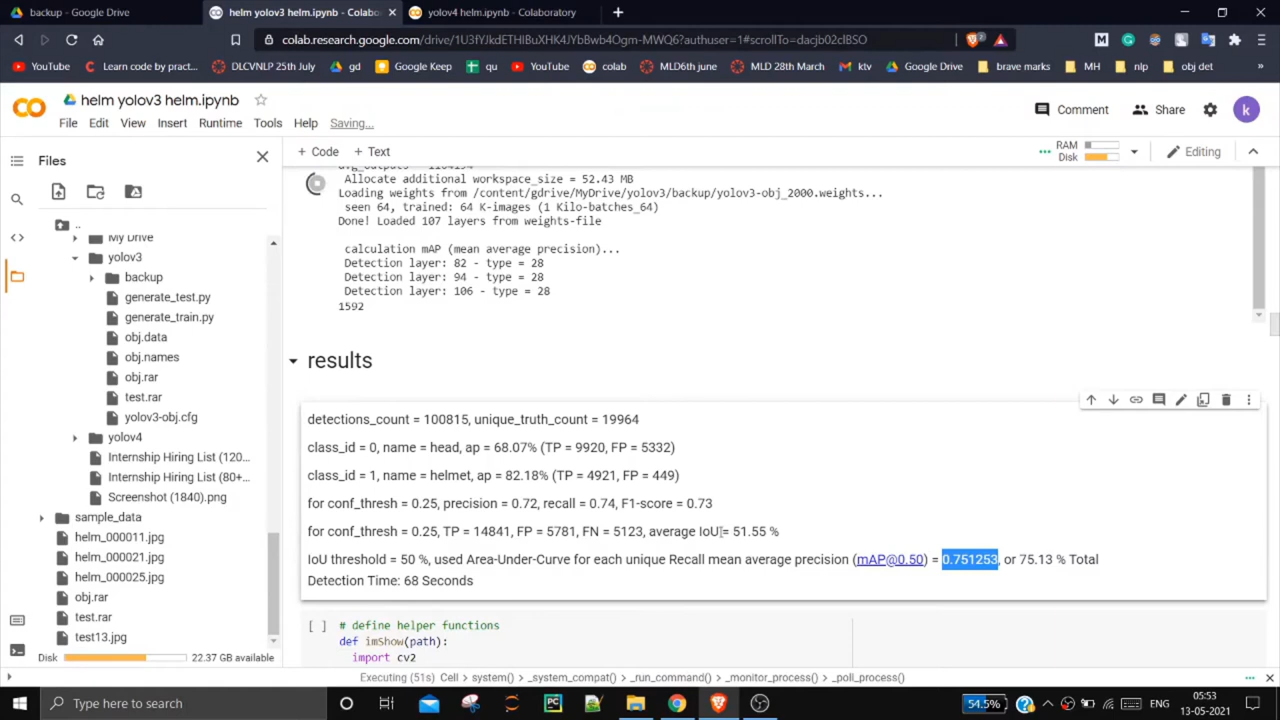 backup - Google Drive
helm yolov3 helm.ipynb - Colabo
yolov4 helm.ipynb - Colaboratory
colab.research.google.com/drive/1U3fYJkdETHlBuXHK4JYbBwb4Ogm-MWQ6?authuser=1#scrollTo=dacjb02clBSO
YouTube
Learn code by pract...
DLCVNLP 25th July
gd
Google Keep
qu
YouTube
colab
MLD6th june
MLD 28th March
ktv
Google Drive
brave marks
MH
nlp
obj det
helm yolov3 helm.ipynb
Comment
Share
k
File Edit View Insert Runtime Tools Help Saving...
Files
+ Code + Text
RAM
Disk
Editing
..
My Drive
yolov3
backup
generate_test.py
generate_train.py
obj.data
obj.names
obj.rar
test.rar
yolov3-obj.cfg
yolov4
Internship Hiring List (120...
Internship Hiring List (80+...
Screenshot (1840).png
sample_data
helm_000011.jpg
helm_000021.jpg
helm_000025.jpg
obj.rar
test.rar
test13.jpg
Disk 22.37 GB available
Allocate additional workspace_size = 52.43 MB
Loading weights from /content/gdrive/MyDrive/yolov3/backup/yolov3-obj_2000.weights...
seen 64, trained: 64 K-images (1 Kilo-batches_64)
Done! Loaded 107 layers from weights-file
calculation mAP (mean average precision)...
Detection layer: 82 - type = 28
Detection layer: 94 - type = 28
Detection layer: 106 - type = 28
1592
results
detections_count = 100815, unique_truth_count = 19964
class_id = 0, name = head, ap = 68.07% (TP = 9920, FP = 5332)
class_id = 1, name = helmet, ap = 82.18% (TP = 4921, FP = 449)
for conf_thresh = 0.25, precision = 0.72, recall = 0.74, F1-score = 0.73
for conf_thresh = 0.25, TP = 14841, FP = 5781, FN = 5123, average IoU = 51.55 %
IoU threshold = 50 %, used Area-Under-Curve for each unique Recall mean average precision (mAP@0.50) = 0.751253, or 75.13 % Total
Detection Time: 68 Seconds
[ ] # define helper functions
def imShow(path):
import cv2
Executing (51s) Cell > system() > _system_compat() > _run_command() > _monitor_process() > _poll_process()
Type here to search
54.5%
ENG
05:53
13-05-2021